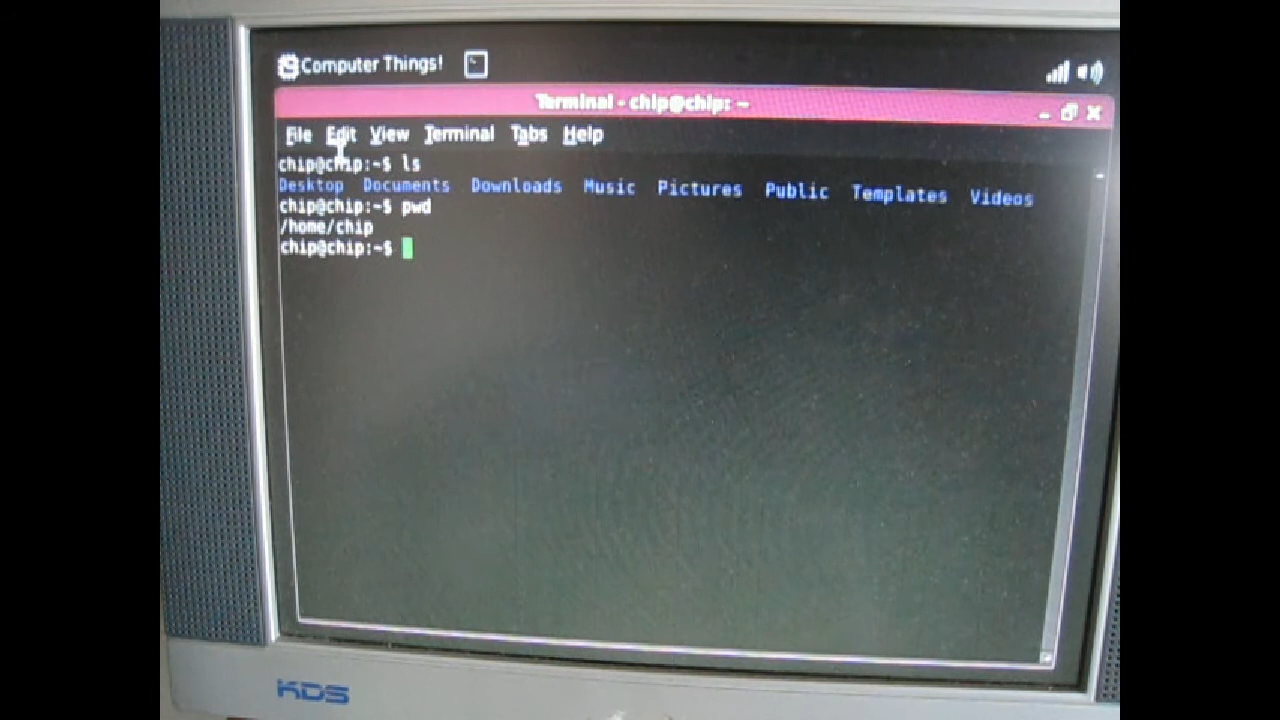 Computer Things!
Terminal - chip@chip: ~
File Edit View Terminal Tabs Help
chip@chip:~$ ls
Desktop Documents Downloads Music Pictures Public Templates Videos
chip@chip:~$ pwd
/home/chip
chip@chip:~$
KDS